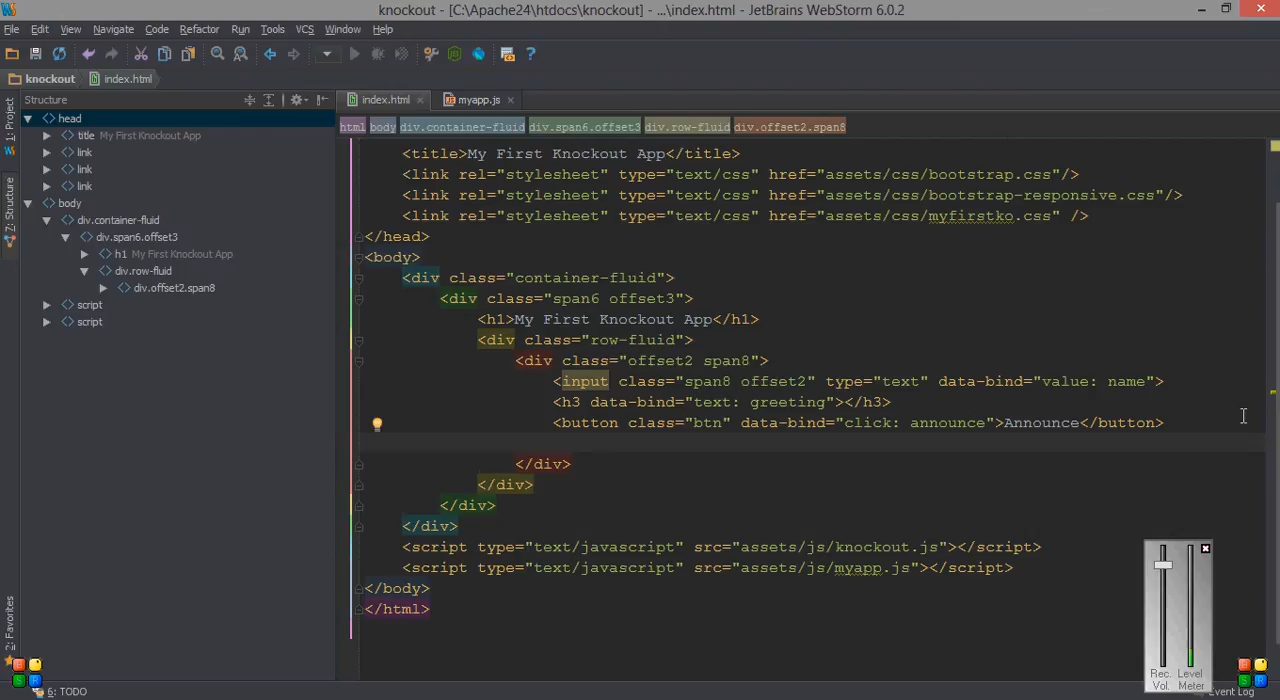 knockout - [C:\Apache24\htdocs\knockout] - ...\index.html - JetBrains WebStorm 6.0.2
File Edit View Navigate Code Refactor Run Tools VCS Window Help
knockout index.html
Structure
index.html myapp.js
html body div.container-fluid div.span6.offset3 div.row-fluid div.offset2.span8
1: Project
7: Structure
2: Favorites
head
title My First Knockout App
link
link
link
body
div.container-fluid
div.span6.offset3
h1 My First Knockout App
div.row-fluid
div.offset2.span8
script
script
<title>My First Knockout App</title>
<link rel="stylesheet" type="text/css" href="assets/css/bootstrap.css"/>
<link rel="stylesheet" type="text/css" href="assets/css/bootstrap-responsive.css"/>
<link rel="stylesheet" type="text/css" href="assets/css/myfirstko.css" />
</head>
<body>
<div class="container-fluid">
<div class="span6 offset3">
<h1>My First Knockout App</h1>
<div class="row-fluid">
<div class="offset2 span8">
<input class="span8 offset2" type="text" data-bind="value: name">
<h3 data-bind="text: greeting"></h3>
<button class="btn" data-bind="click: announce">Announce</button>
</div>
</div>
</div>
</div>
<script type="text/javascript" src="assets/js/knockout.js"></script>
<script type="text/javascript" src="assets/js/myapp.js"></script>
</body>
</html>
Rec. Vol.
Level Meter
B
S R
B
S R
6: TODO
Event Log